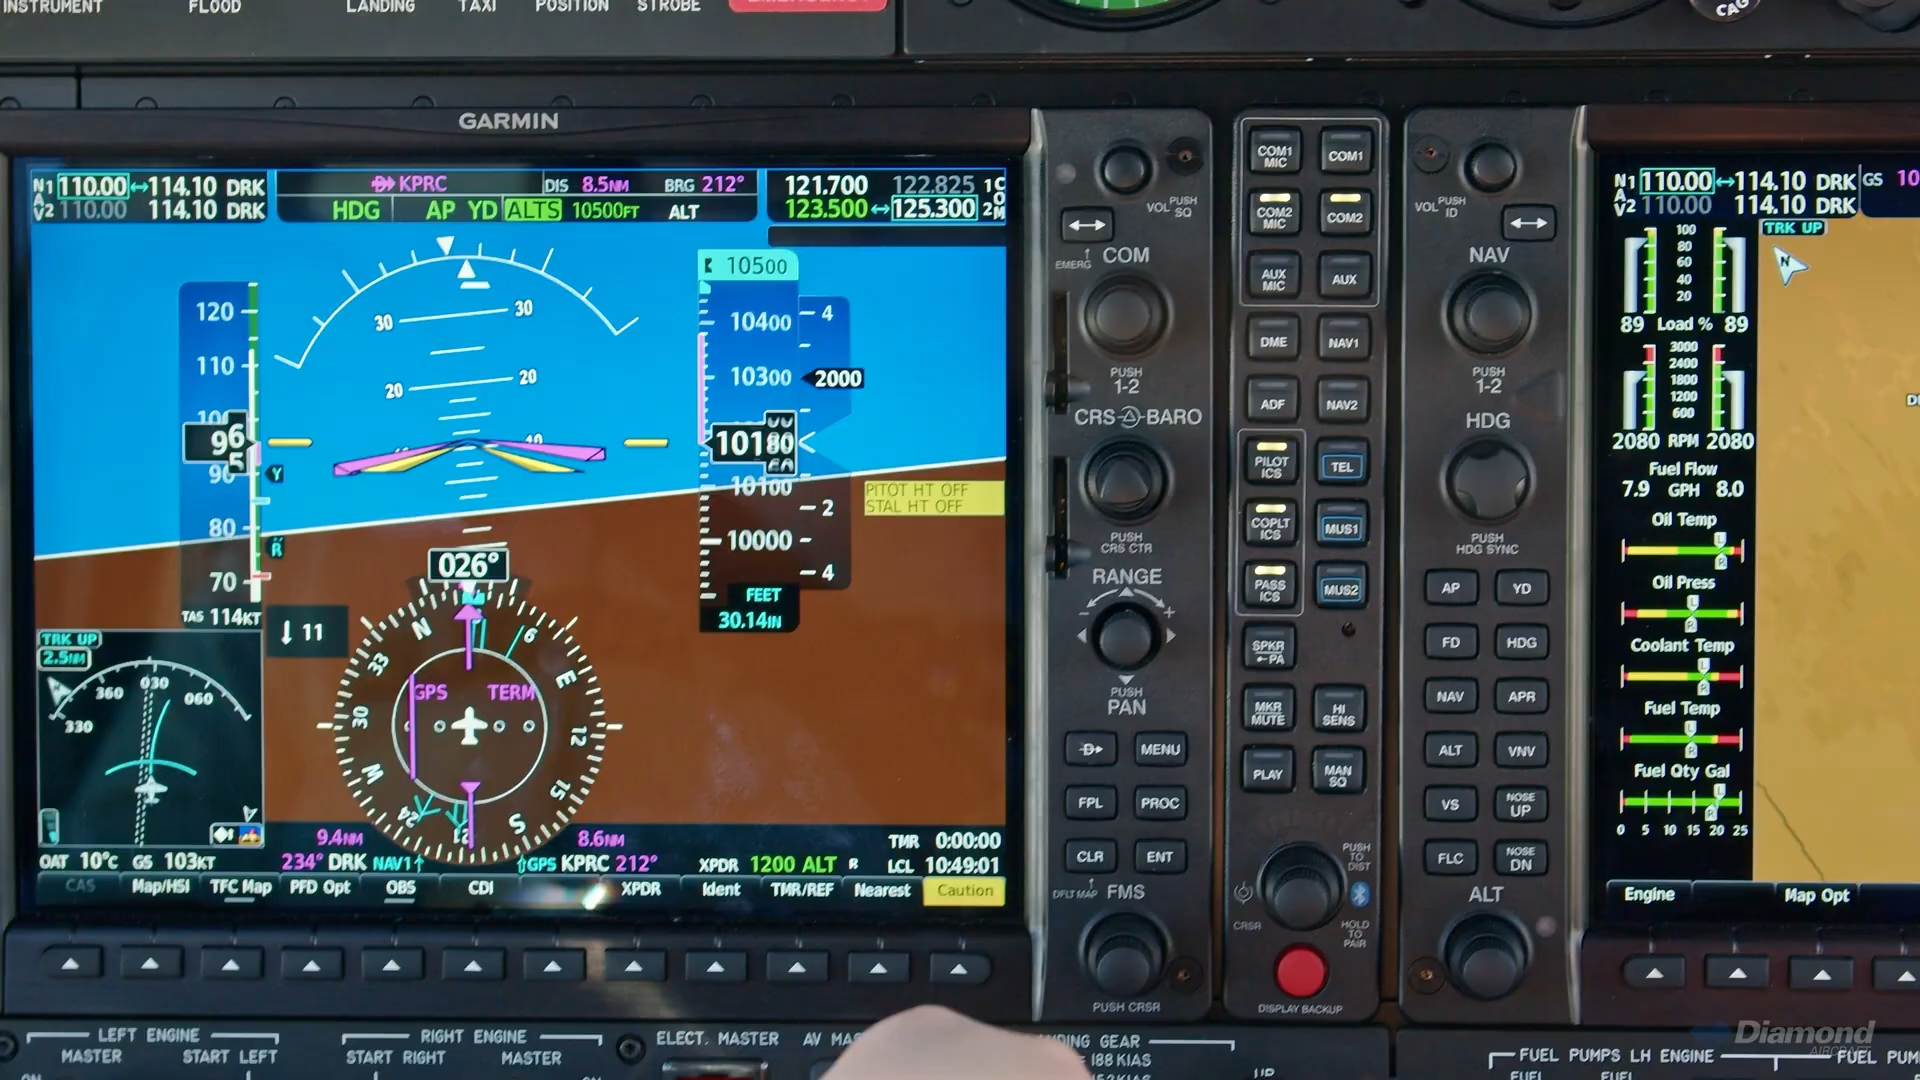 INSTRUMENT FLOOD LANDING TAXI POSITION STROBE EMERGENCY
GARMIN
N1 110.00 ↔ 114.10 DRK
NAV2 110.00 114.10 DRK
KPRC DIS 8.5NM BRG 212°
HDG AP YD ALTS 10500FT ALT
121.700 122.825 1
123.500 ↔ 125.300 2
COM
30 30
20 20
10
120
110
100
96
5
90
80
70
TAS 114KT
Y
R
10500
10400
10300
10180
10100
10000
4
2000
2
4
FEET
30.14IN
PITOT HT OFF
STAL HT OFF
026°
↓ 11
N 6 E 12 15 S 21 24 W 30 33
GPS TERM
TRK UP
2.5NM
330 360 030 060
9.4NM 8.6NM
234° DRK NAV1 GPS KPRC 212°
OAT 10°C GS 103KT
XPDR 1200 ALT R
TMR 0:00:00
LCL 10:49:01
CAS Map/HSI TFC Map PFD Opt OBS CDI XPDR Ident TMR/REF Nearest Caution
VOL PUSH SQ
EMERG
COM
PUSH 1-2
CRS BARO
PUSH CRS CTR
RANGE
- +
PUSH PAN
D MENU
FPL PROC
CLR ENT
DFLT MAP FMS
PUSH CRSR
COM1 MIC COM1
COM2 MIC COM2
AUX MIC AUX
DME NAV1
ADF NAV2
PILOT ICS TEL
COPLT ICS MUS1
PASS ICS MUS2
SPKR PA
MKR MUTE HI SENS
PLAY MAN SQ
PUSH TO DIST
CRSR
HOLD TO PAIR
DISPLAY BACKUP
VOL PUSH ID
NAV
PUSH 1-2
HDG
PUSH HDG SYNC
AP YD
FD HDG
NAV APR
ALT VNV
VS NOSE UP
FLC NOSE DN
ALT
N1 110.00 ↔ 114.10 DRK GS 10
NAV2 110.00 114.10 DRK
TRK UP
N
100
80
60
40
20
89 Load % 89
3000
2400
1800
1200
600
2080 RPM 2080
Fuel Flow
7.9 GPH 8.0
Oil Temp
L
R
Oil Press
L
R
Coolant Temp
L
R
Fuel Temp
L
R
Fuel Qty Gal
L
R
0 5 10 15 20 25
Engine Map Opt
LEFT ENGINE RIGHT ENGINE ELECT. MASTER
MASTER START LEFT START RIGHT MASTER
GEAR
188 KIAS
UP
FUEL PUMPS LH ENGINE
FUEL FUEL
Diamond
AIRCRAFT